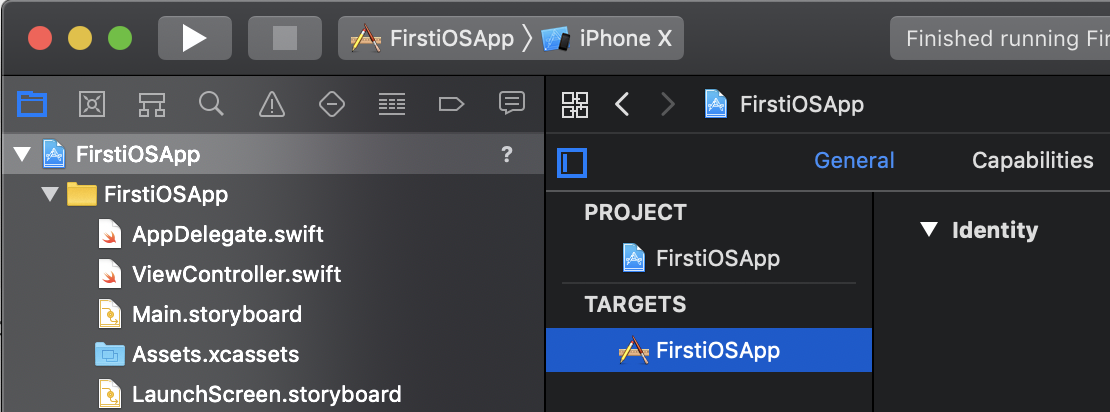 FirstiOSApp
iPhone X
Finished running Fir
FirstiOSApp ?
FirstiOSApp
AppDelegate.swift
ViewController.swift
Main.storyboard
Assets.xcassets
LaunchScreen.storyboard
FirstiOSApp
General
Capabilities
PROJECT
FirstiOSApp
TARGETS
FirstiOSApp
Identity